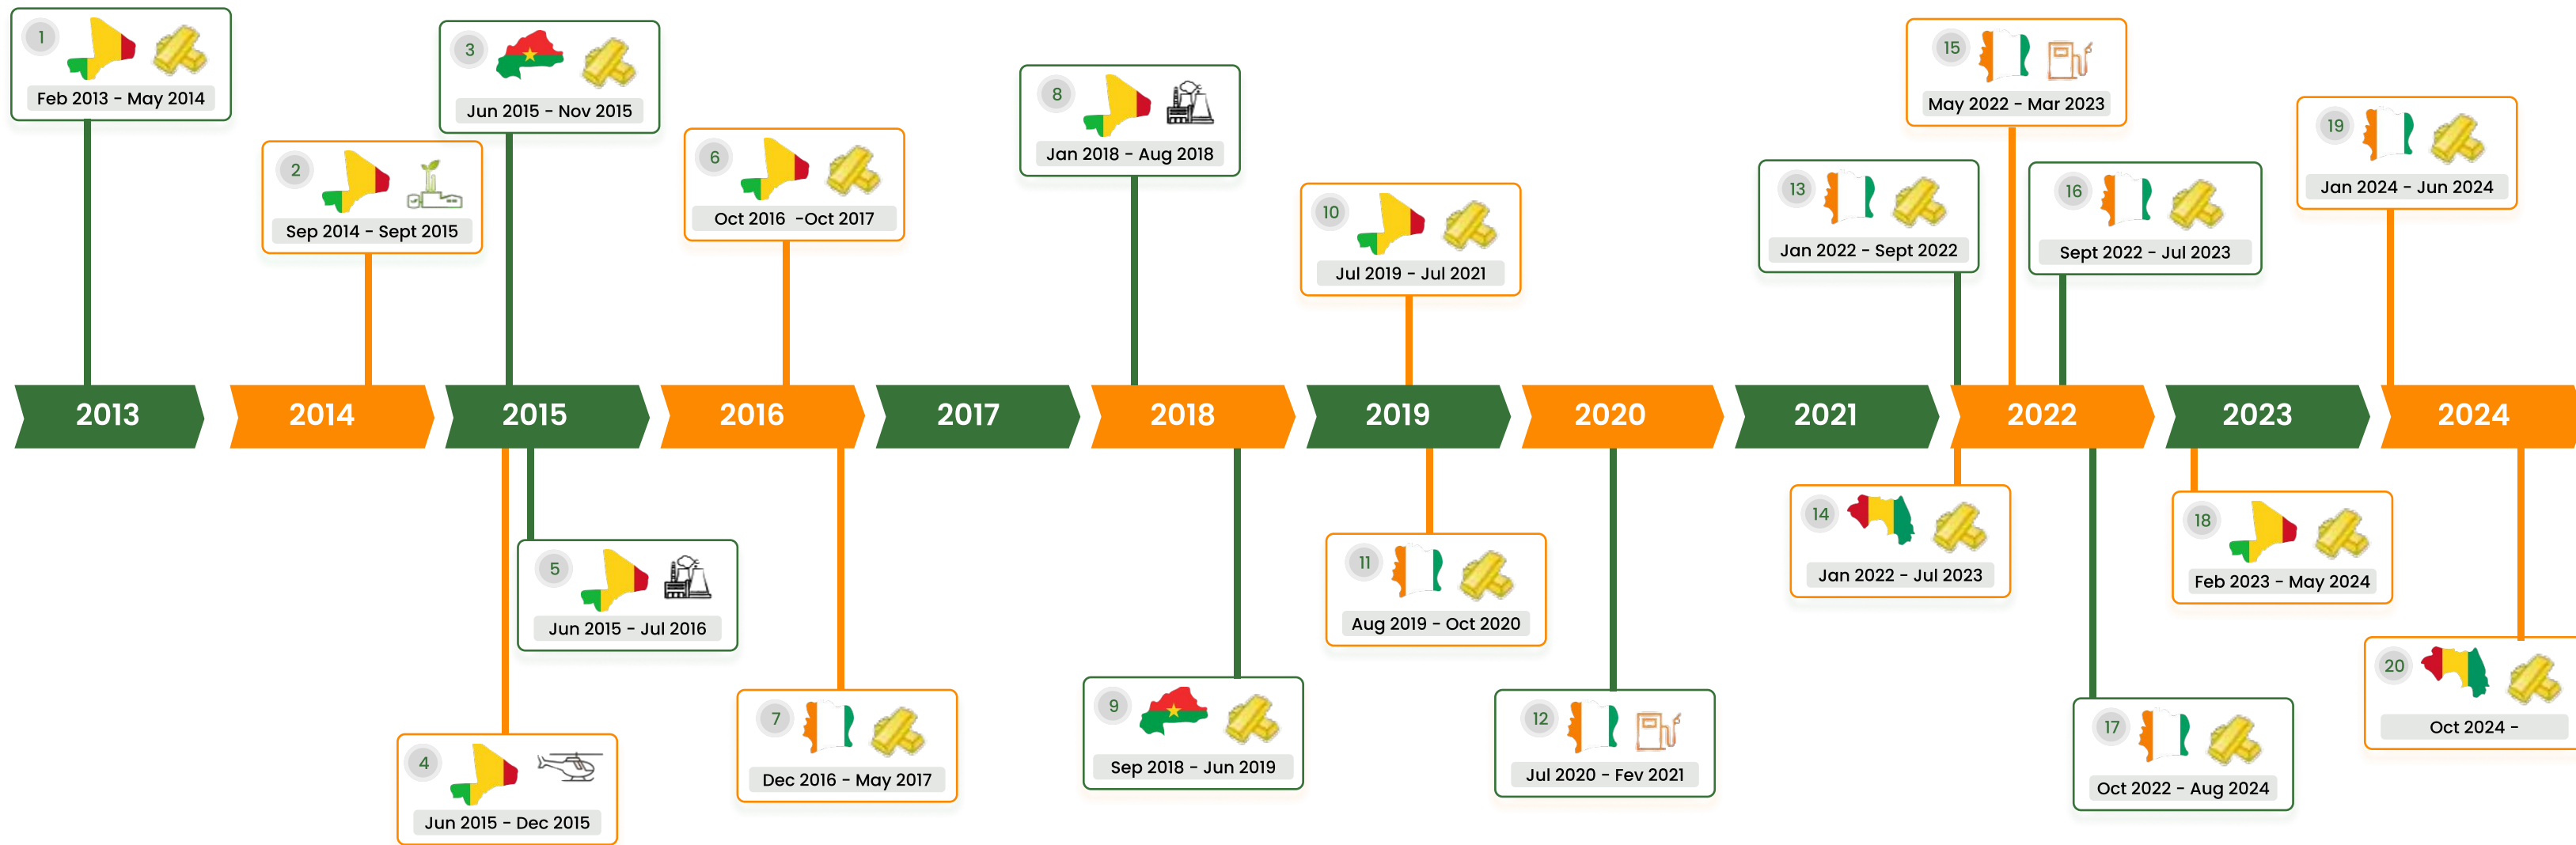 1
Feb 2013 - May 2014
2
Sep 2014 - Sept 2015
3
Jun 2015 - Nov 2015
6
Oct 2016 -Oct 2017
8
Jan 2018 - Aug 2018
10
Jul 2019 - Jul 2021
13
Jan 2022 - Sept 2022
15
May 2022 - Mar 2023
16
Sept 2022 - Jul 2023
19
Jan 2024 - Jun 2024
2013
2014
2015
2016
2017
2018
2019
2020
2021
2022
2023
2024
4
Jun 2015 - Dec 2015
5
Jun 2015 - Jul 2016
7
Dec 2016 - May 2017
9
Sep 2018 - Jun 2019
11
Aug 2019 - Oct 2020
12
Jul 2020 - Fev 2021
14
Jan 2022 - Jul 2023
17
Oct 2022 - Aug 2024
18
Feb 2023 - May 2024
20
Oct 2024 -